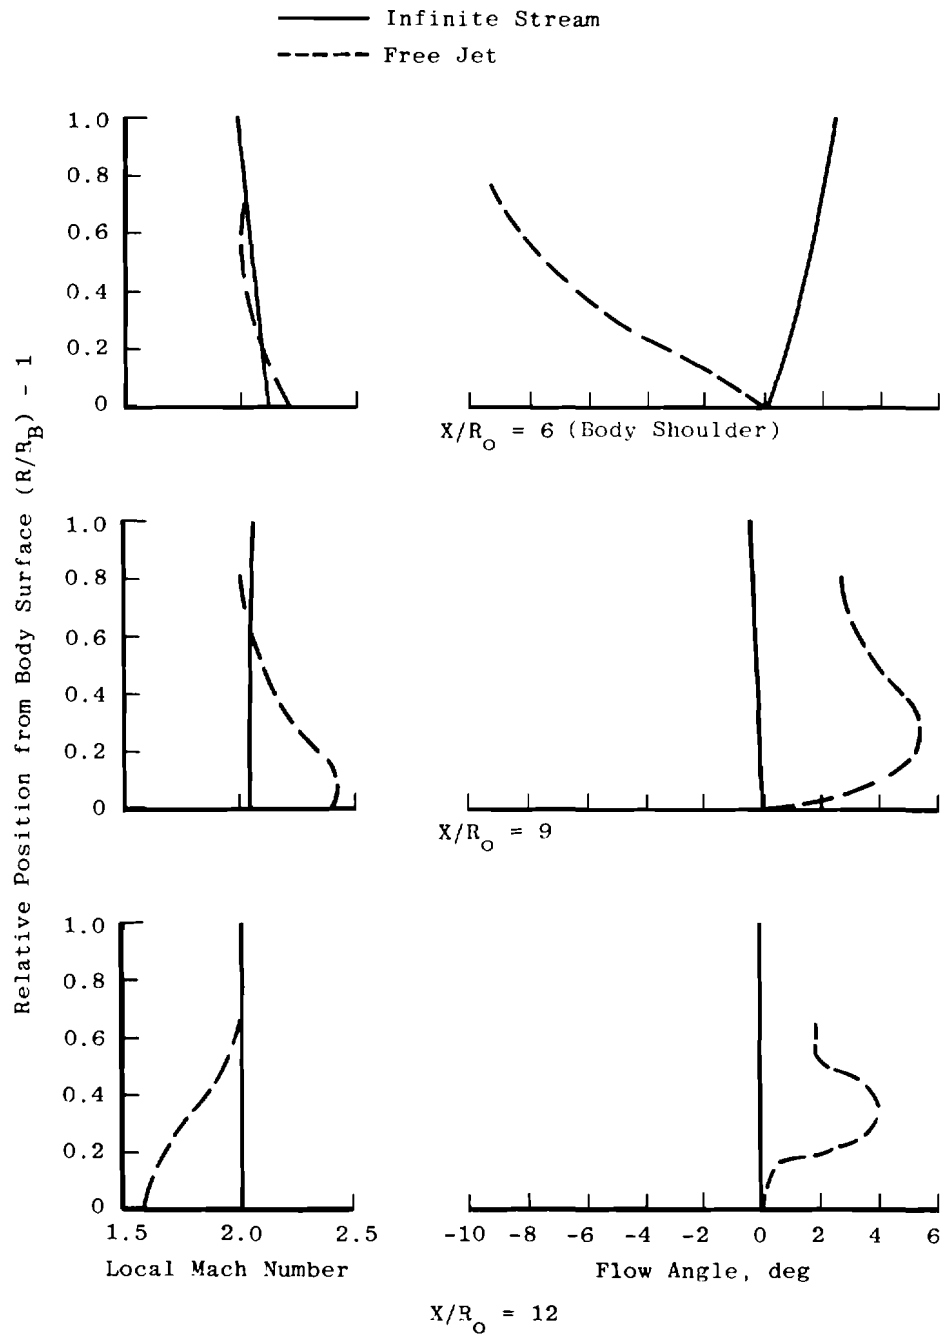 Infinite Stream
Free Jet
Relative Position from Body Surface (R/R_B) - 1
1.0
0.8
0.6
0.4
0.2
0
X/R_o = 6 (Body Shoulder)
1.0
0.8
0.6
0.4
0.2
0
X/R_o = 9
1.0
0.8
0.6
0.4
0.2
0
1.5 2.0 2.5
-10 -8 -6 -4 -2 0 2 4 6
Local Mach Number
Flow Angle, deg
X/R_o = 12